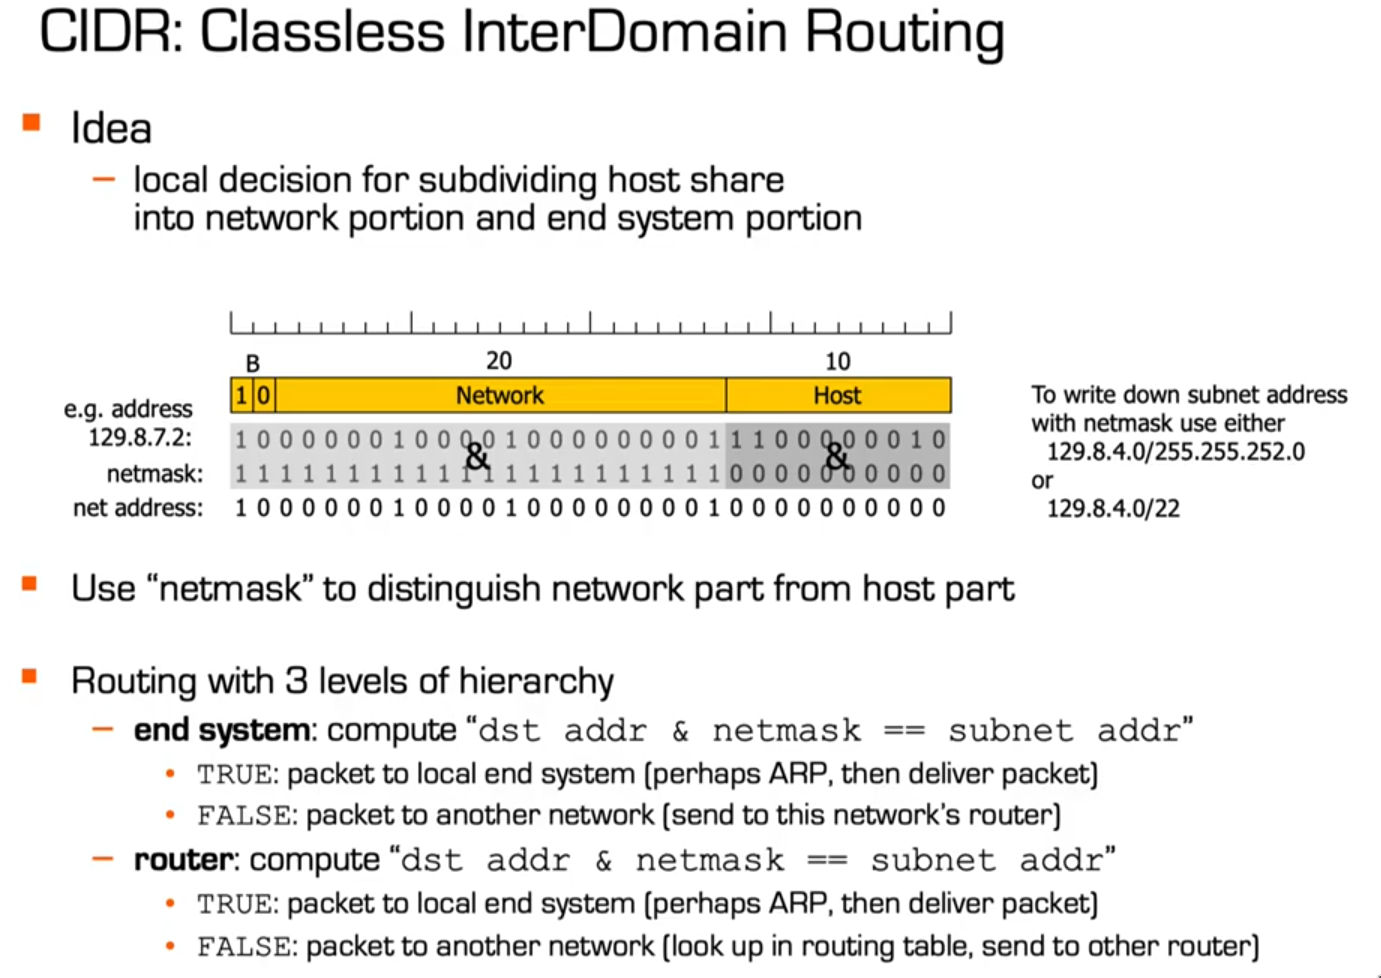 CIDR: Classless InterDomain Routing
Idea
– local decision for subdividing host share
into network portion and end system portion
B 20 10
1 0 Network Host
e.g. address
129.8.7.2: 1 0 0 0 0 0 0 1 0 0 0 0 1 0 0 0 0 0 0 0 0 1 1 1 0 0 0 0 0 0 1 0
& &
netmask: 1 1 1 1 1 1 1 1 1 1 1 1 1 1 1 1 1 1 1 1 1 1 0 0 0 0 0 0 0 0 0 0
net address: 1 0 0 0 0 0 0 1 0 0 0 0 1 0 0 0 0 0 0 0 0 1 0 0 0 0 0 0 0 0 0 0
To write down subnet address
with netmask use either
129.8.4.0/255.255.252.0
or
129.8.4.0/22
Use “netmask” to distinguish network part from host part
Routing with 3 levels of hierarchy
– end system: compute “dst addr & netmask == subnet addr”
• TRUE: packet to local end system (perhaps ARP, then deliver packet)
• FALSE: packet to another network (send to this network's router)
– router: compute “dst addr & netmask == subnet addr”
• TRUE: packet to local end system (perhaps ARP, then deliver packet)
• FALSE: packet to another network (look up in routing table, send to other router)